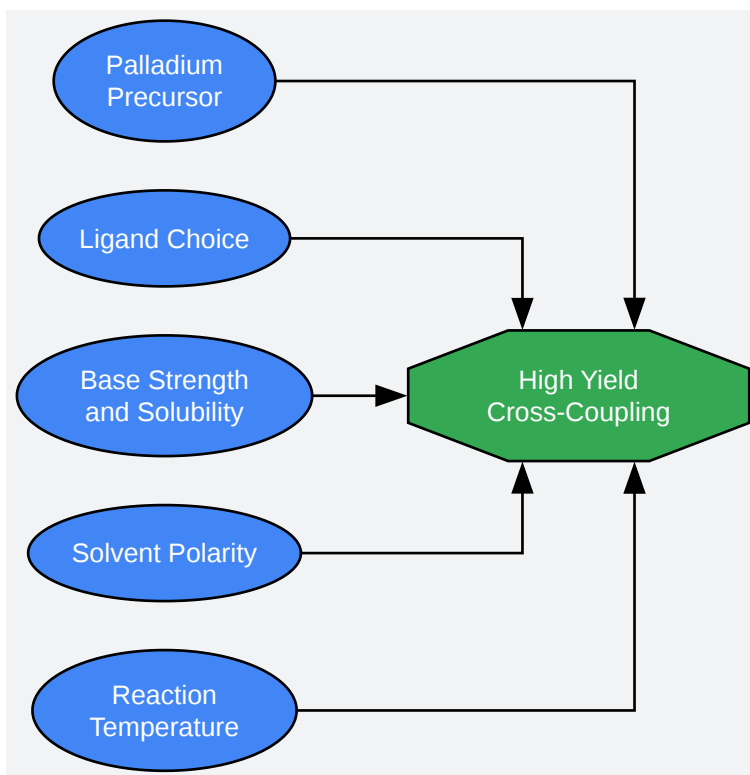 Palladium
Precursor
Ligand Choice
Base Strength
and Solubility
High Yield
Cross-Coupling
Solvent Polarity
Reaction
Temperature